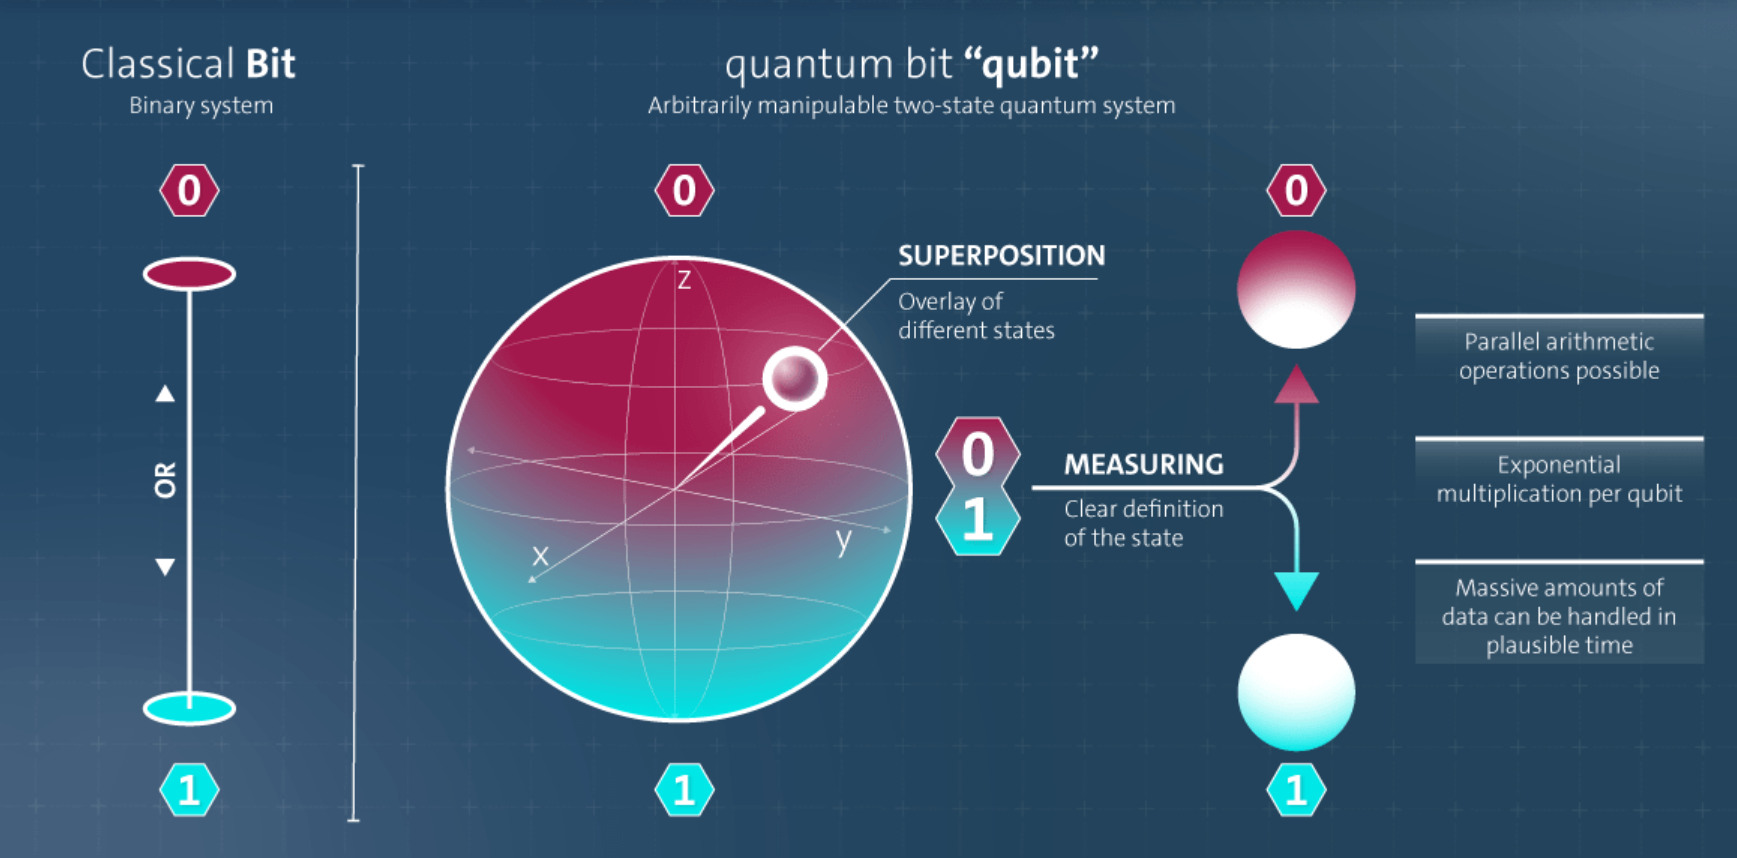 Classical Bit
Binary system
0
OR
1
quantum bit “qubit”
Arbitrarily manipulable two-state quantum system
0
z
x
y
1
SUPERPOSITION
Overlay of
different states
0
1
MEASURING
Clear definition
of the state
0
1
Parallel arithmetic
operations possible
Exponential
multiplication per qubit
Massive amounts of
data can be handled in
plausible time